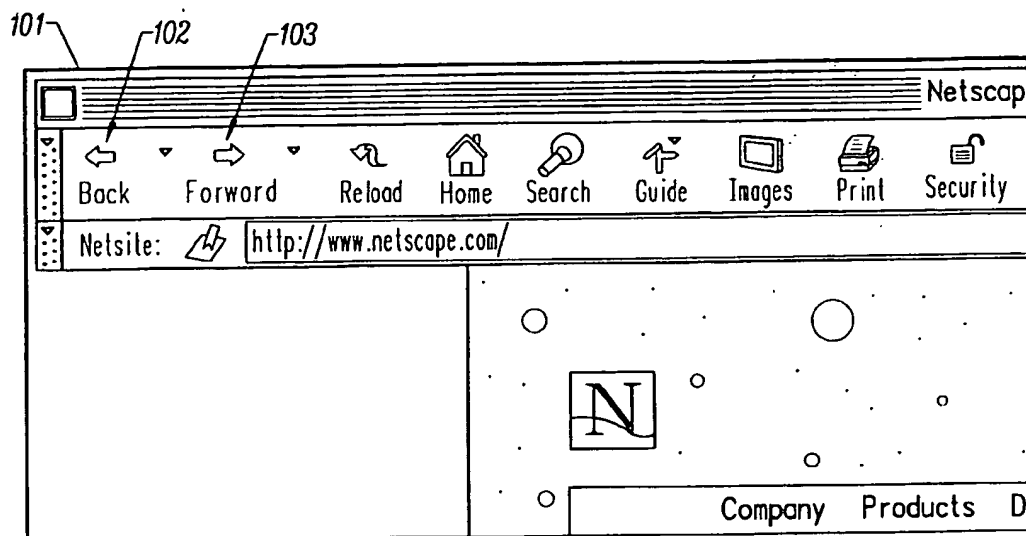 101 102 103
Netscap
Back Forward Reload Home Search Guide Images Print Security
Netsite: http://www.netscape.com/
N
Company Products D